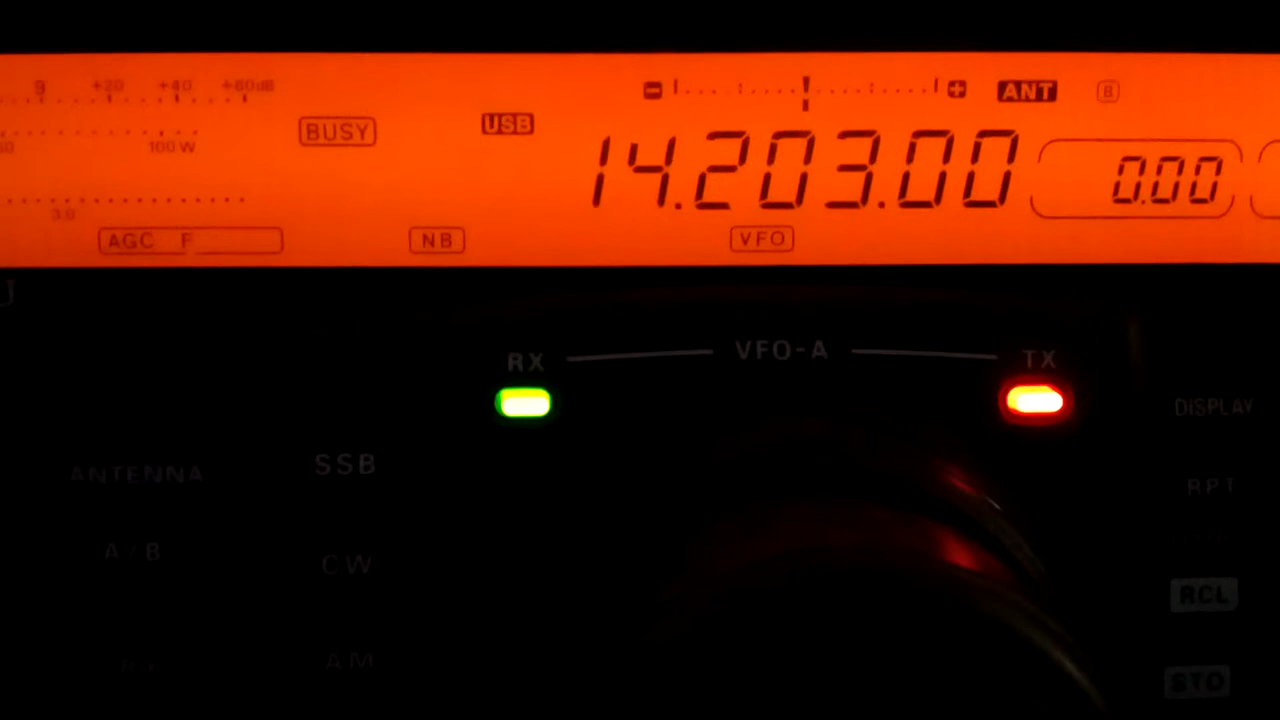 9 +20 +40 +60dB
ANT B
BUSY USB
14.203.00
100 W
0.00
3.0
AGC F NB VFO
RX VFO-A TX
DISPLAY
ANTENNA SSB
RPT
A / B CW
RCL
AM
STO